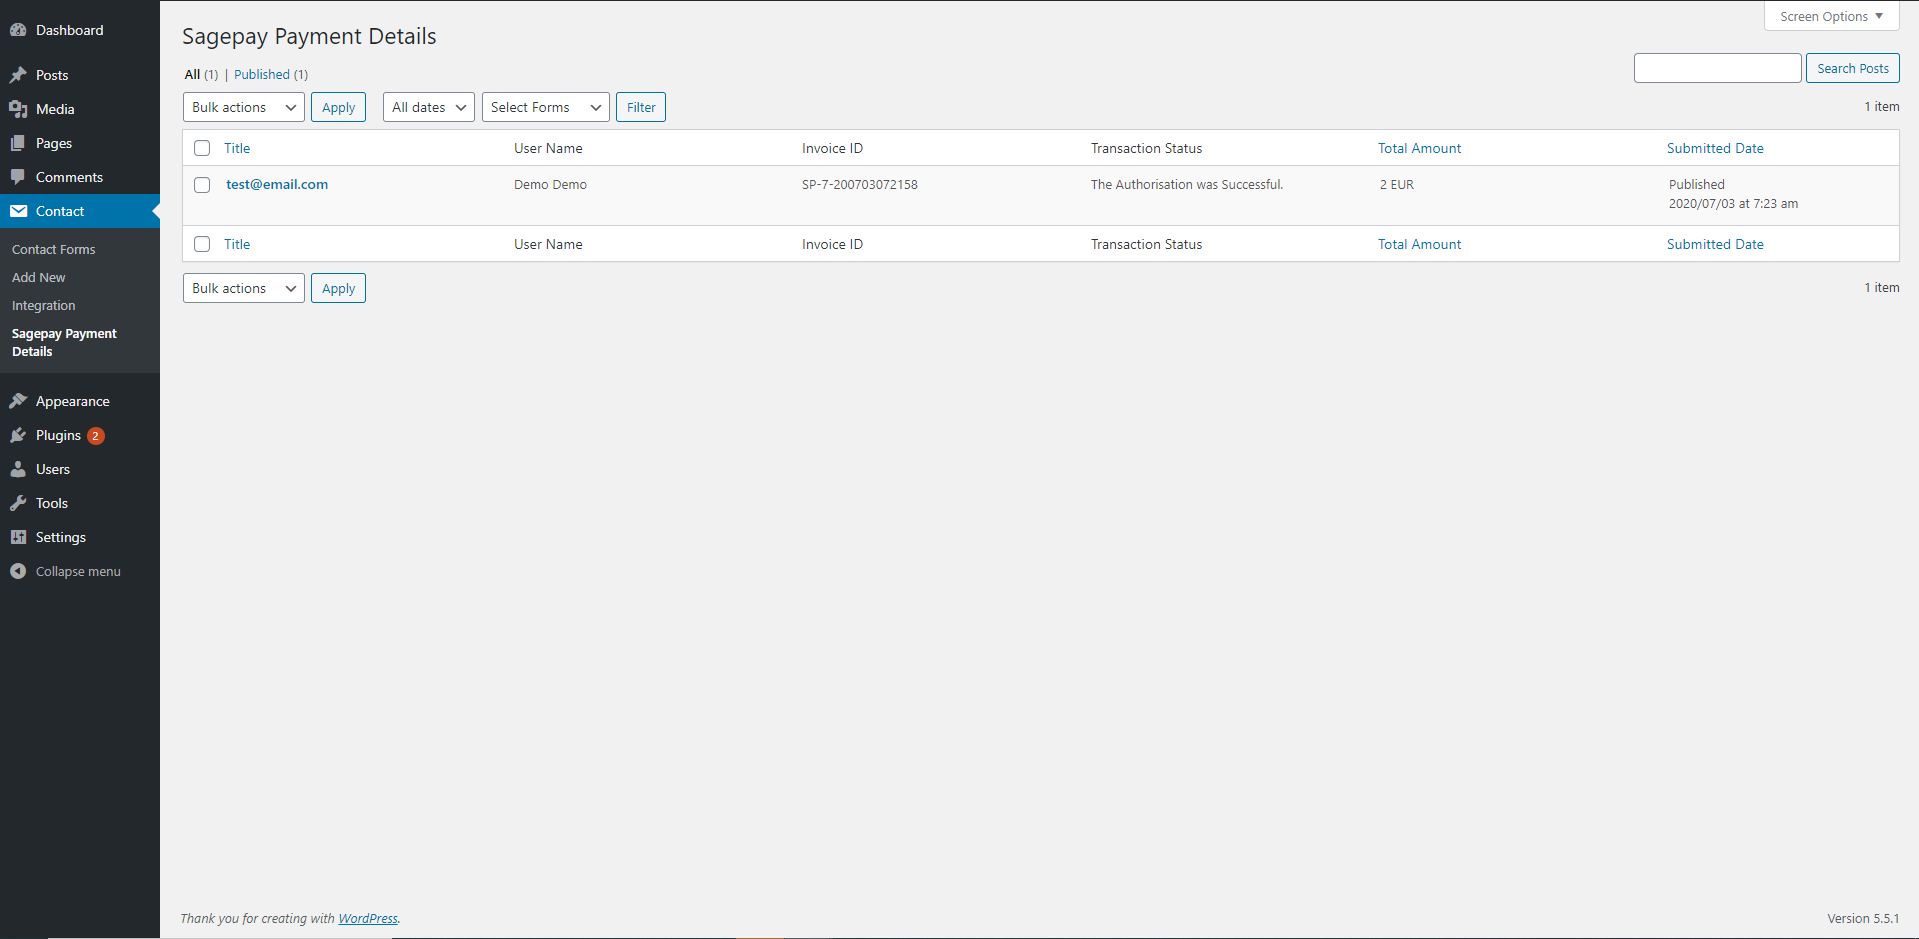 Dashboard
Posts
Media
Pages
Comments
Contact
Contact Forms
Add New
Integration
Sagepay Payment
Details
Appearance
Plugins 2
Users
Tools
Settings
Collapse menu
Screen Options
Sagepay Payment Details
All (1) | Published (1)
Search Posts
Bulk actions Apply All dates Select Forms Filter 1 item
Title User Name Invoice ID Transaction Status Total Amount Submitted Date
test@email.com Demo Demo SP-7-200703072158 The Authorisation was Successful. 2 EUR Published
2020/07/03 at 7:23 am
Title User Name Invoice ID Transaction Status Total Amount Submitted Date
Bulk actions Apply 1 item
Thank you for creating with WordPress. Version 5.5.1